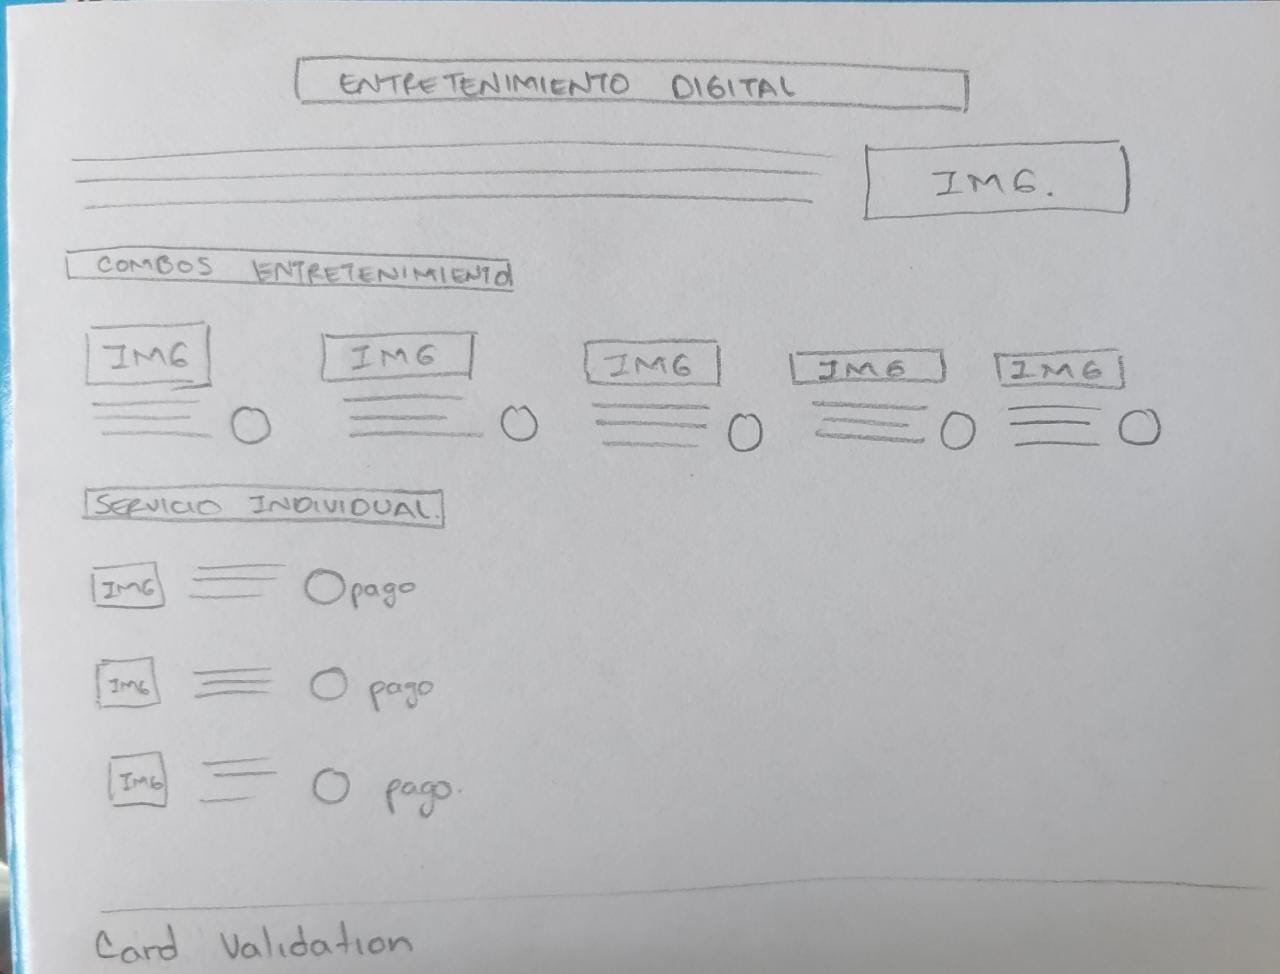 ENTRETENIMIENTO DIGITAL
IMG.
COMBOS ENTRETENIMIENTO
IMG IMG IMG IMG IMG
SERVICIO INDIVIDUAL.
IMG pago
IMG pago
IMG pago.
Card Validation